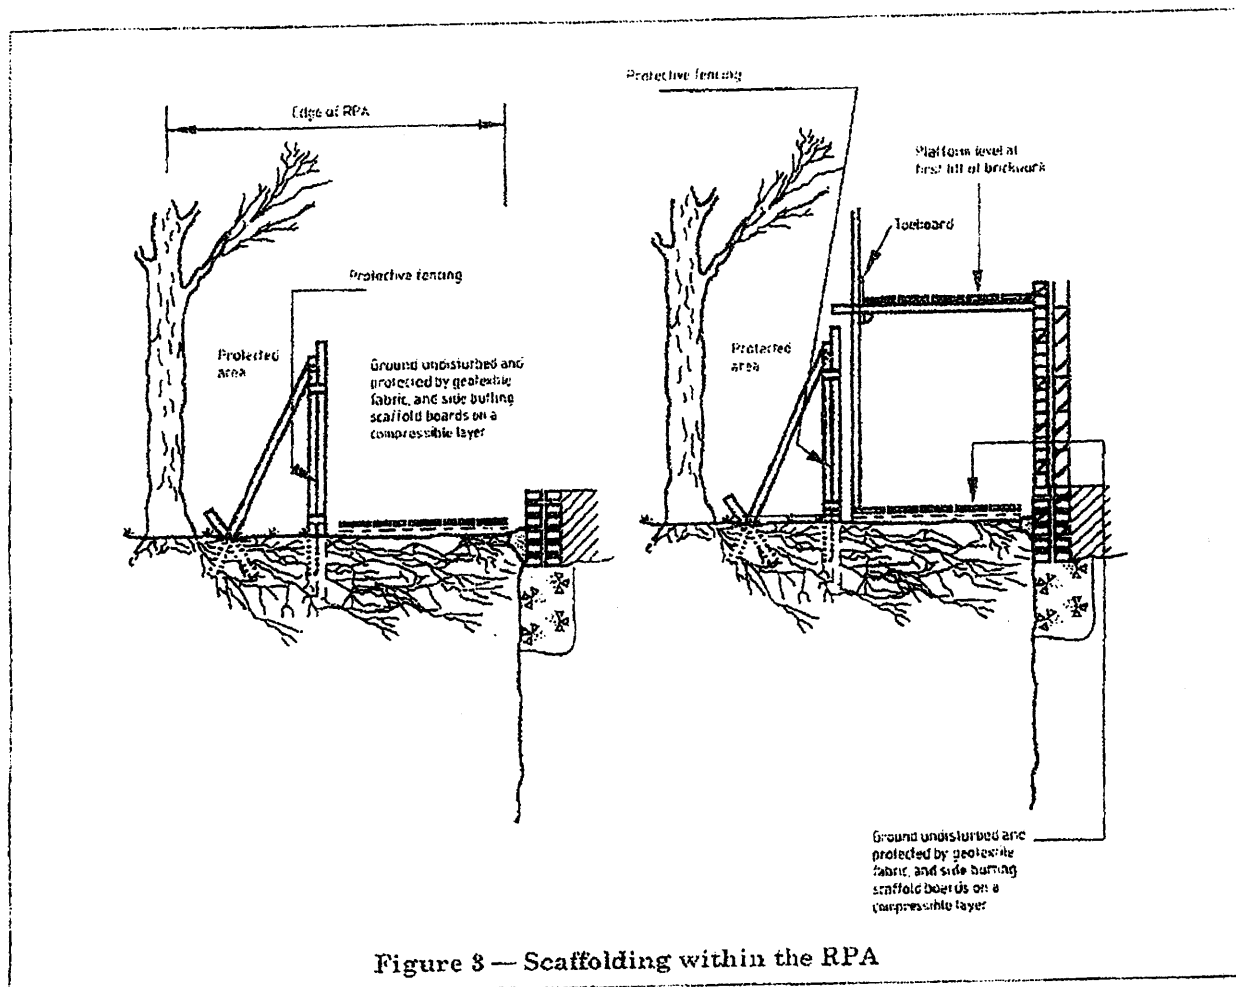 Edge of RPA
Protective fencing
Protected
area
Ground undisturbed and
protected by geotextile
fabric, and side butting
scaffold boards on a
compressible layer
Protective fencing
Platform level at
first lift of brickwork
Toeboard
Protected
area
Ground undisturbed and
protected by geotextile
fabric, and side butting
scaffold boards on a
compressible layer
Figure 3 — Scaffolding within the RPA